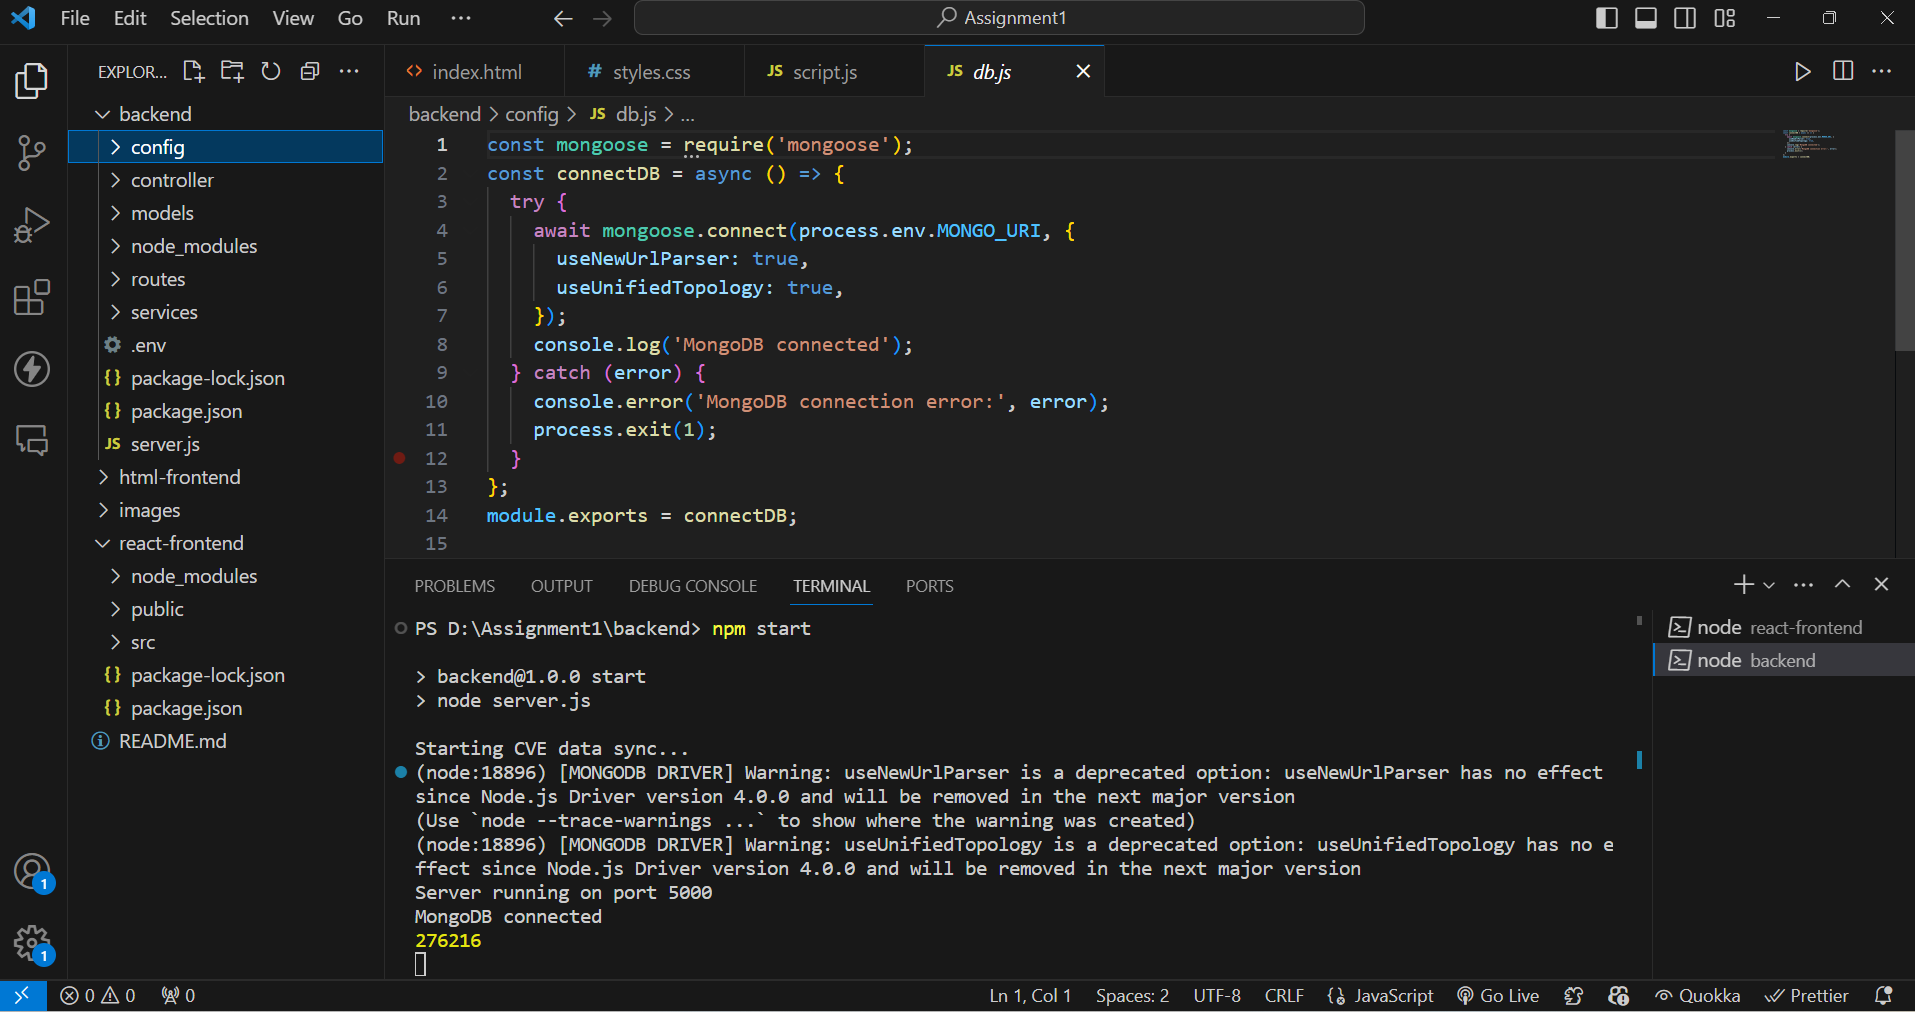 File Edit Selection View Go Run ··· Assignment1
EXPLOR... ···
index.html
# styles.css
JS script.js
JS db.js
backend
config
controller
models
node_modules
routes
services
.env
{} package-lock.json
{} package.json
JS server.js
html-frontend
images
react-frontend
node_modules
public
src
{} package-lock.json
{} package.json
README.md
1
1
backend > config > JS db.js > ...
1 const mongoose = require('mongoose');
2 const connectDB = async () => {
3 try {
4 await mongoose.connect(process.env.MONGO_URI, {
5 useNewUrlParser: true,
6 useUnifiedTopology: true,
7 });
8 console.log('MongoDB connected');
9 } catch (error) {
10 console.error('MongoDB connection error:', error);
11 process.exit(1);
12 }
13 };
14 module.exports = connectDB;
15
PROBLEMS OUTPUT DEBUG CONSOLE TERMINAL PORTS
PS D:\Assignment1\backend> npm start
> backend@1.0.0 start
> node server.js
Starting CVE data sync...
(node:18896) [MONGODB DRIVER] Warning: useNewUrlParser is a deprecated option: useNewUrlParser has no effect
since Node.js Driver version 4.0.0 and will be removed in the next major version
(Use `node --trace-warnings ...` to show where the warning was created)
(node:18896) [MONGODB DRIVER] Warning: useUnifiedTopology is a deprecated option: useUnifiedTopology has no e
ffect since Node.js Driver version 4.0.0 and will be removed in the next major version
Server running on port 5000
MongoDB connected
276216
node react-frontend
node backend
0 0 0 Ln 1, Col 1 Spaces: 2 UTF-8 CRLF JavaScript Go Live Quokka Prettier